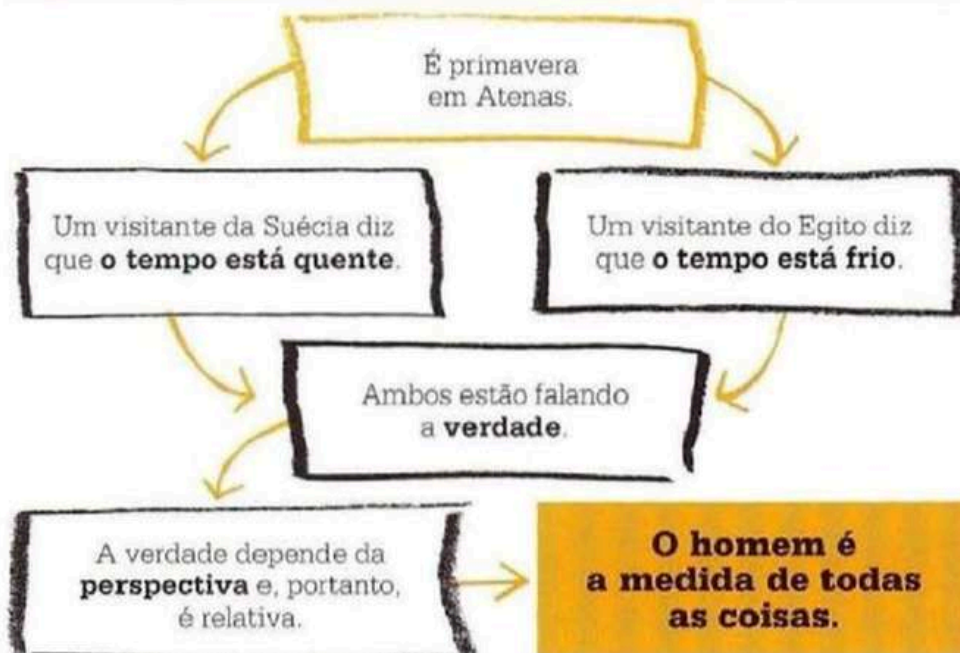 É primavera
em Atenas.
Um visitante da Suécia diz
que o tempo está quente.
Um visitante do Egito diz
que o tempo está frio.
Ambos estão falando
a verdade.
A verdade depende da
perspectiva e, portanto,
é relativa.
O homem é
a medida de todas
as coisas.